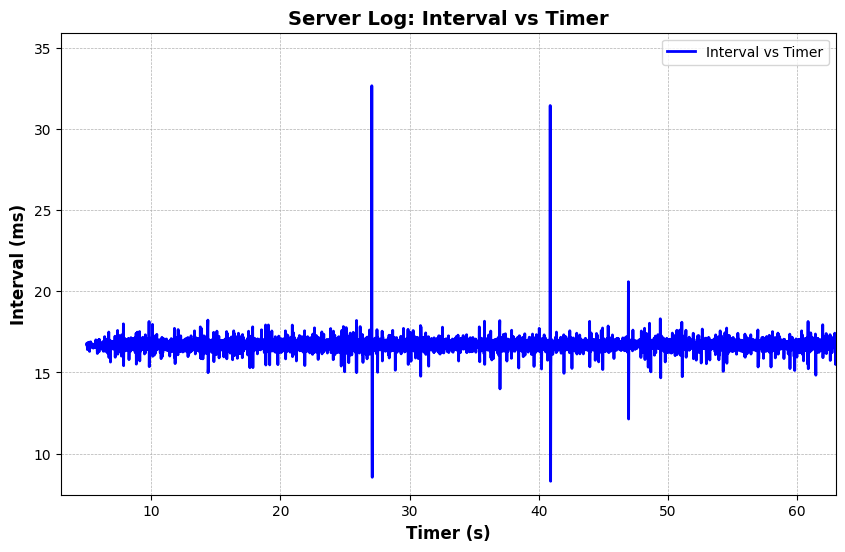 Server Log: Interval vs Timer
Interval vs Timer
35
30
25
20
15
10
Interval (ms)
10 20 30 40 50 60
Timer (s)